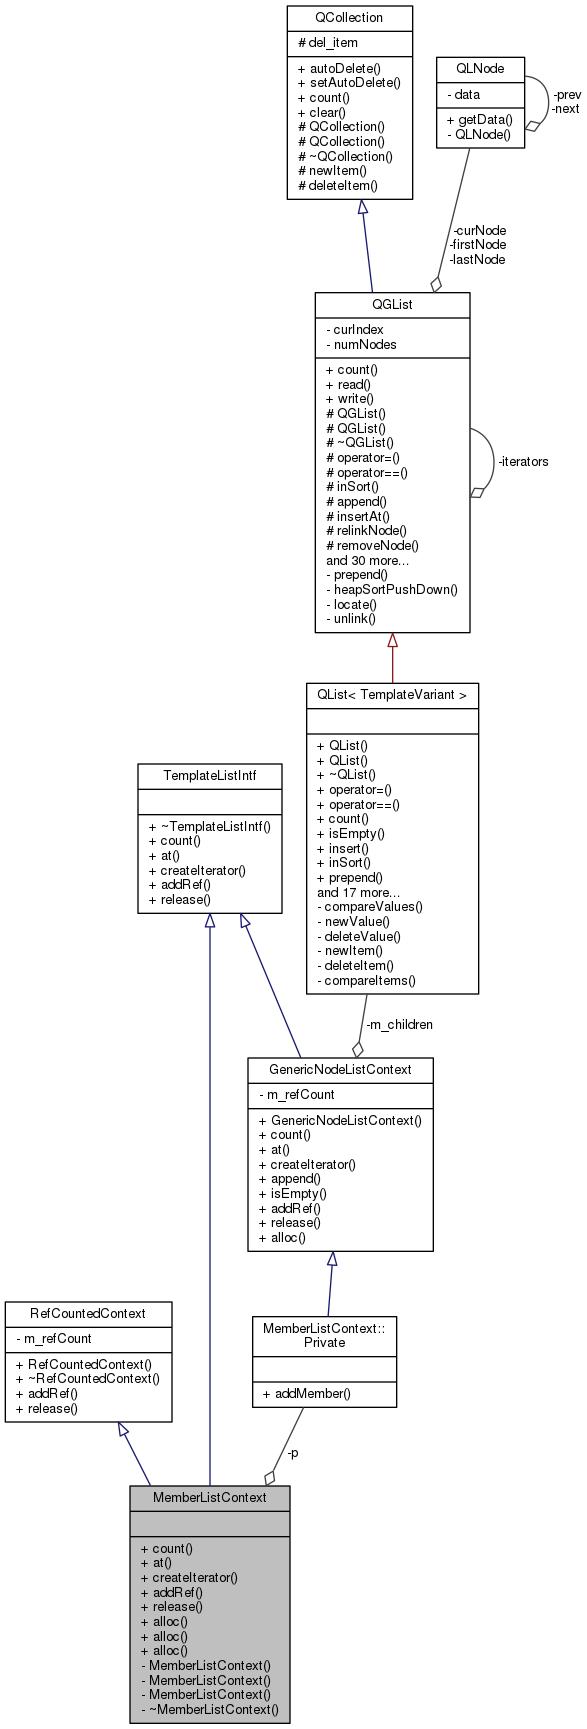 QCollection
# del_item
+ autoDelete()
+ setAutoDelete()
+ count()
+ clear()
# QCollection()
# QCollection()
# ~QCollection()
# newItem()
# deleteItem()
QLNode
- data
+ getData()
- QLNode()
-prev
-next
-curNode
-firstNode
-lastNode
QGList
- curIndex
- numNodes
+ count()
+ read()
+ write()
# QGList()
# QGList()
# ~QGList()
# operator=()
# operator==()
# inSort()
# append()
# insertAt()
# relinkNode()
# removeNode()
and 30 more...
- prepend()
- heapSortPushDown()
- locate()
- unlink()
-iterators
QList< TemplateVariant >
+ QList()
+ QList()
+ ~QList()
+ operator=()
+ operator==()
+ count()
+ isEmpty()
+ insert()
+ inSort()
+ prepend()
and 17 more...
- compareValues()
- newValue()
- deleteValue()
- newItem()
- deleteItem()
- compareItems()
TemplateListIntf
+ ~TemplateListIntf()
+ count()
+ at()
+ createIterator()
+ addRef()
+ release()
-m_children
GenericNodeListContext
- m_refCount
+ GenericNodeListContext()
+ count()
+ at()
+ createIterator()
+ append()
+ isEmpty()
+ addRef()
+ release()
+ alloc()
RefCountedContext
- m_refCount
+ RefCountedContext()
+ ~RefCountedContext()
+ addRef()
+ release()
MemberListContext::
Private
+ addMember()
-p
MemberListContext
+ count()
+ at()
+ createIterator()
+ addRef()
+ release()
+ alloc()
+ alloc()
+ alloc()
- MemberListContext()
- MemberListContext()
- MemberListContext()
- ~MemberListContext()